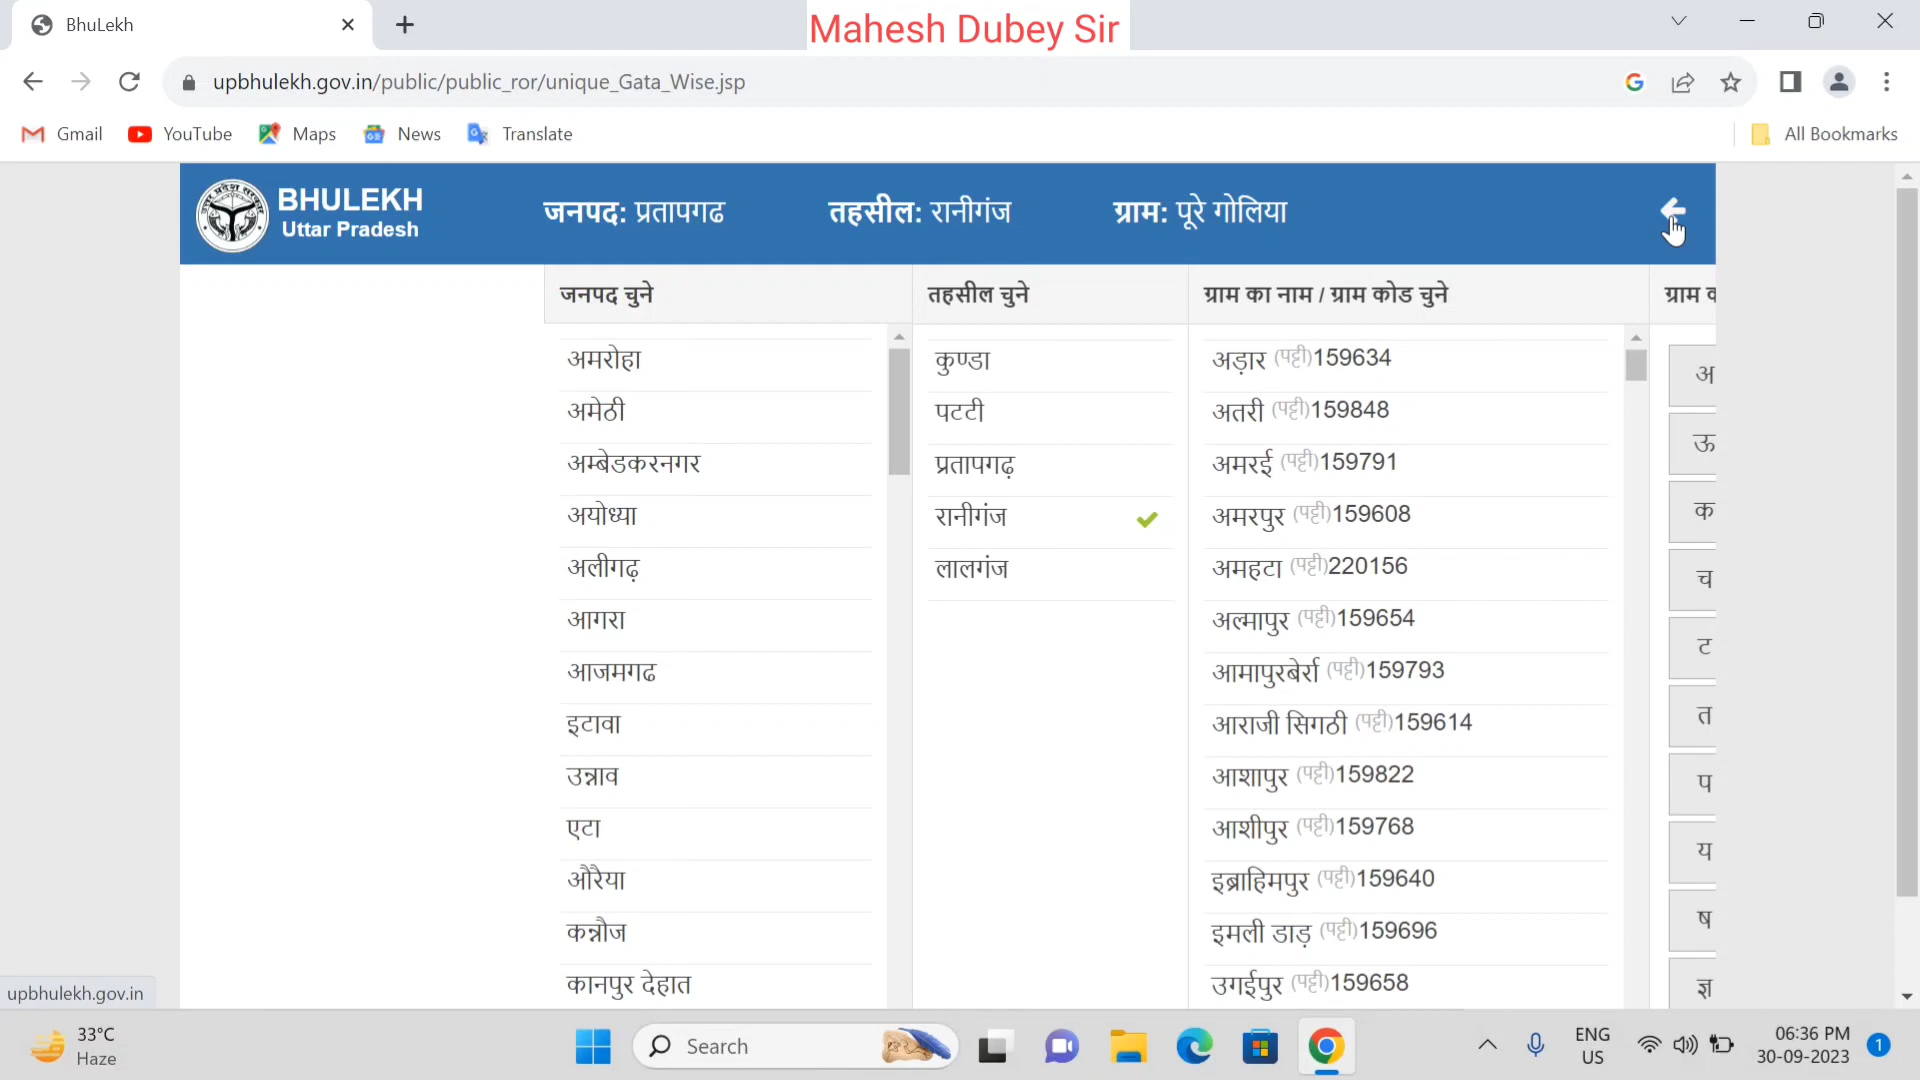 BhuLekh
Mahesh Dubey Sir
upbhulekh.gov.in/public/public_ror/unique_Gata_Wise.jsp
Gmail YouTube Maps News Translate All Bookmarks
BHULEKH
Uttar Pradesh
जनपद: प्रतापगढ तहसील: रानीगंज ग्राम: पूरे गोलिया
जनपद चुने तहसील चुने ग्राम का नाम / ग्राम कोड चुने ग्राम
अमरोहा कुण्डा अड़ार (पट्टी)159634 अ
अमेठी पटटी अतरी (पट्टी)159848 ऊ
अम्बेडकरनगर प्रतापगढ़ अमरई (पट्टी)159791
अयोध्या रानीगंज अमरपुर (पट्टी)159608 क
अलीगढ़ लालगंज अमहटा (पट्टी)220156 च
आगरा अल्मापुर (पट्टी)159654 ट
आजमगढ आमापुरबेर्रा (पट्टी)159793
इटावा आराजी सिगठी (पट्टी)159614 त
उन्नाव आशापुर (पट्टी)159822 प
एटा आशीपुर (पट्टी)159768 य
औरैया इब्राहिमपुर (पट्टी)159640
कन्नौज इमली डाड़ (पट्टी)159696 ष
कानपुर देहात उगईपुर (पट्टी)159658 ज्ञ
upbhulekh.gov.in
33°C
Haze
Search
ENG
US
06:36 PM
30-09-2023
1